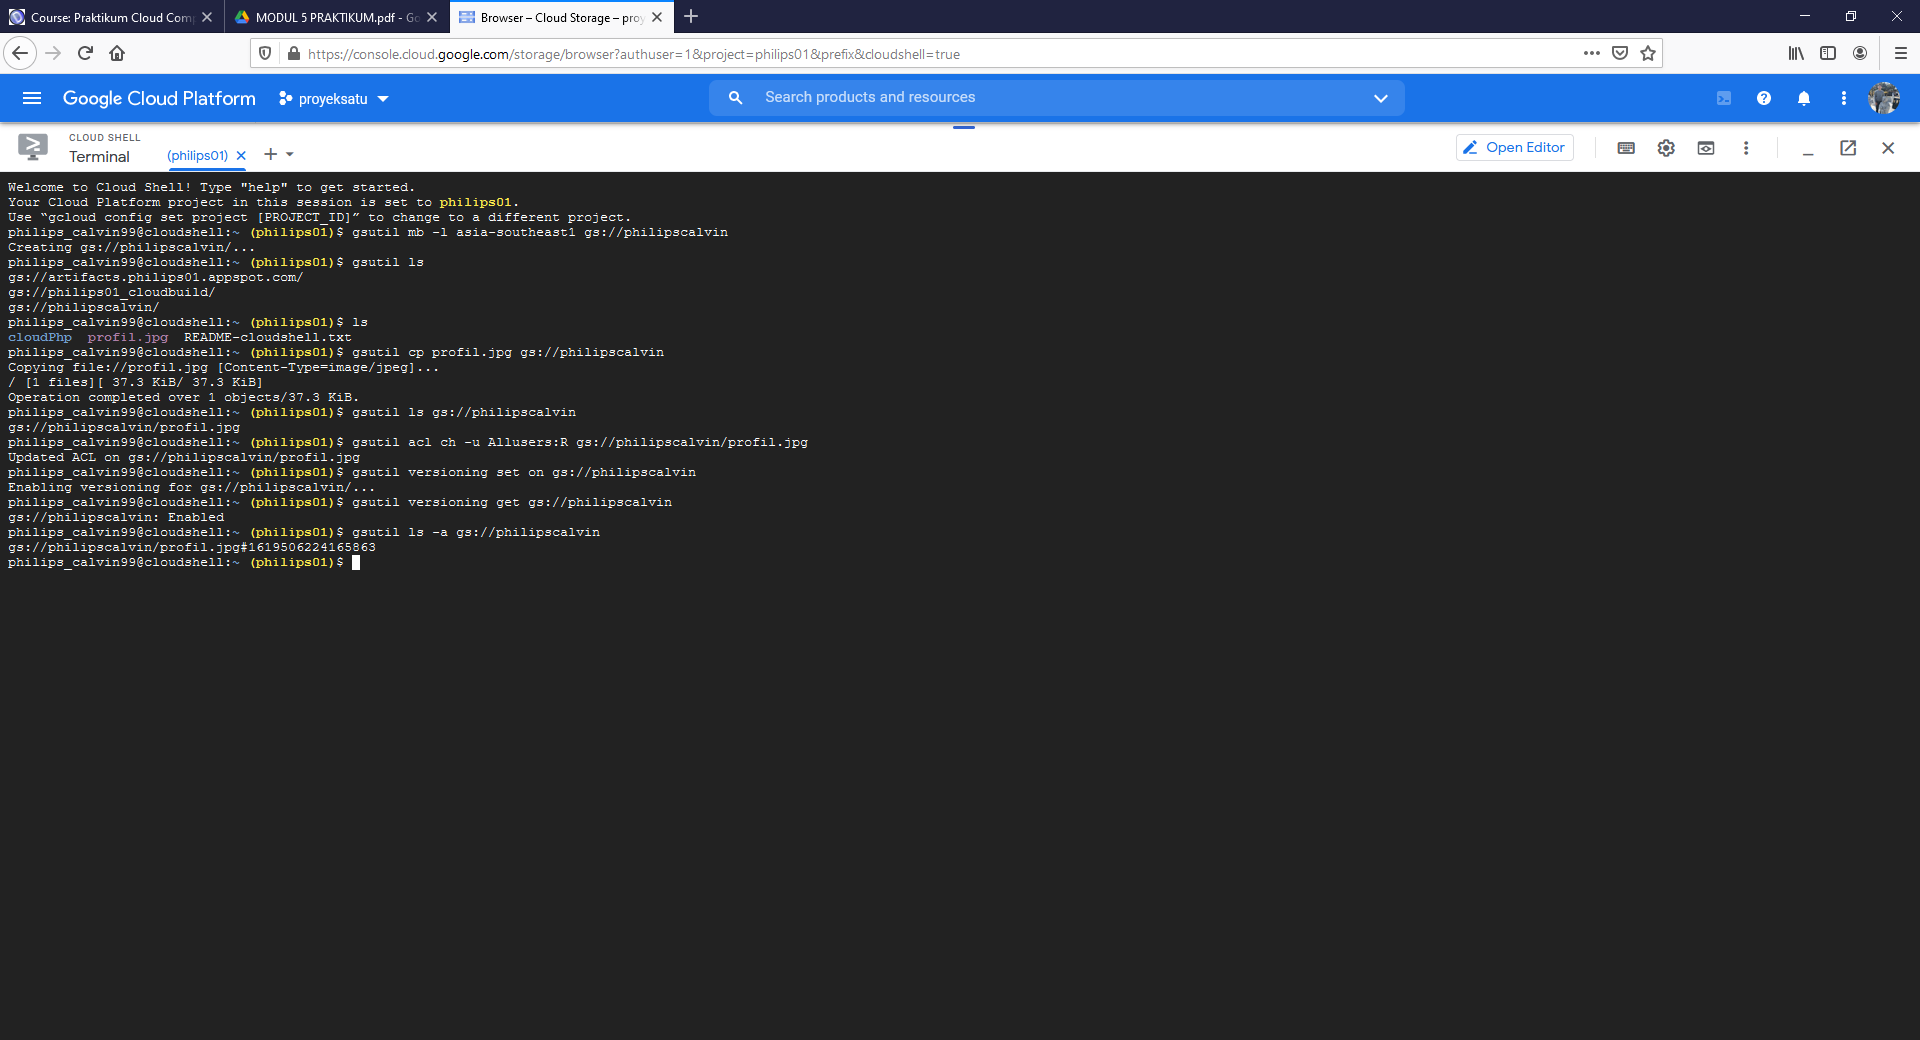 Course: Praktikum Cloud Com
MODUL 5 PRAKTIKUM.pdf - Go
Browser – Cloud Storage – proy
https://console.cloud.google.com/storage/browser?authuser=1&project=philips01&prefix&cloudshell=true
Google Cloud Platform
proyeksatu
Search products and resources
CLOUD SHELL
Terminal
(philips01)
Open Editor
Welcome to Cloud Shell! Type "help" to get started.
Your Cloud Platform project in this session is set to philips01.
Use “gcloud config set project [PROJECT_ID]” to change to a different project.
philips_calvin99@cloudshell:~ (philips01)$ gsutil mb -l asia-southeast1 gs://philipscalvin
Creating gs://philipscalvin/...
philips_calvin99@cloudshell:~ (philips01)$ gsutil ls
gs://artifacts.philips01.appspot.com/
gs://philips01_cloudbuild/
gs://philipscalvin/
philips_calvin99@cloudshell:~ (philips01)$ ls
cloudPhp  profil.jpg  README-cloudshell.txt
philips_calvin99@cloudshell:~ (philips01)$ gsutil cp profil.jpg gs://philipscalvin
Copying file://profil.jpg [Content-Type=image/jpeg]...
/ [1 files][ 37.3 KiB/ 37.3 KiB]
Operation completed over 1 objects/37.3 KiB.
philips_calvin99@cloudshell:~ (philips01)$ gsutil ls gs://philipscalvin
gs://philipscalvin/profil.jpg
philips_calvin99@cloudshell:~ (philips01)$ gsutil acl ch -u Allusers:R gs://philipscalvin/profil.jpg
Updated ACL on gs://philipscalvin/profil.jpg
philips_calvin99@cloudshell:~ (philips01)$ gsutil versioning set on gs://philipscalvin
Enabling versioning for gs://philipscalvin/...
philips_calvin99@cloudshell:~ (philips01)$ gsutil versioning get gs://philipscalvin
gs://philipscalvin: Enabled
philips_calvin99@cloudshell:~ (philips01)$ gsutil ls -a gs://philipscalvin
gs://philipscalvin/profil.jpg#1619506224165863
philips_calvin99@cloudshell:~ (philips01)$